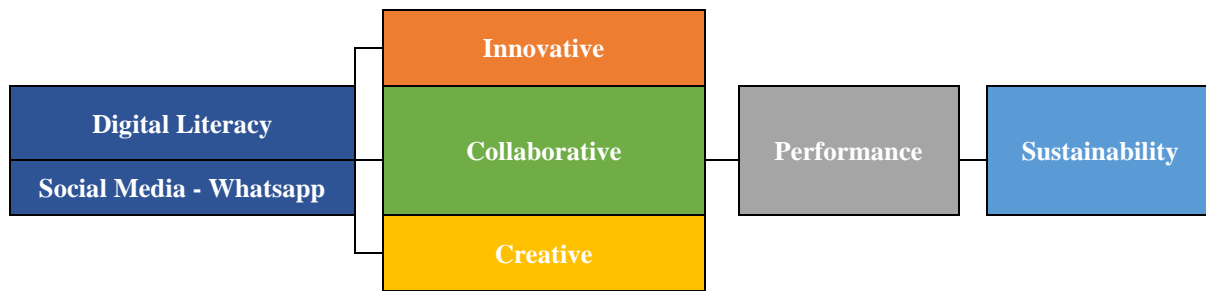 Innovative
Digital Literacy
Collaborative
Performance
Sustainability
Social Media - Whatsapp
Creative